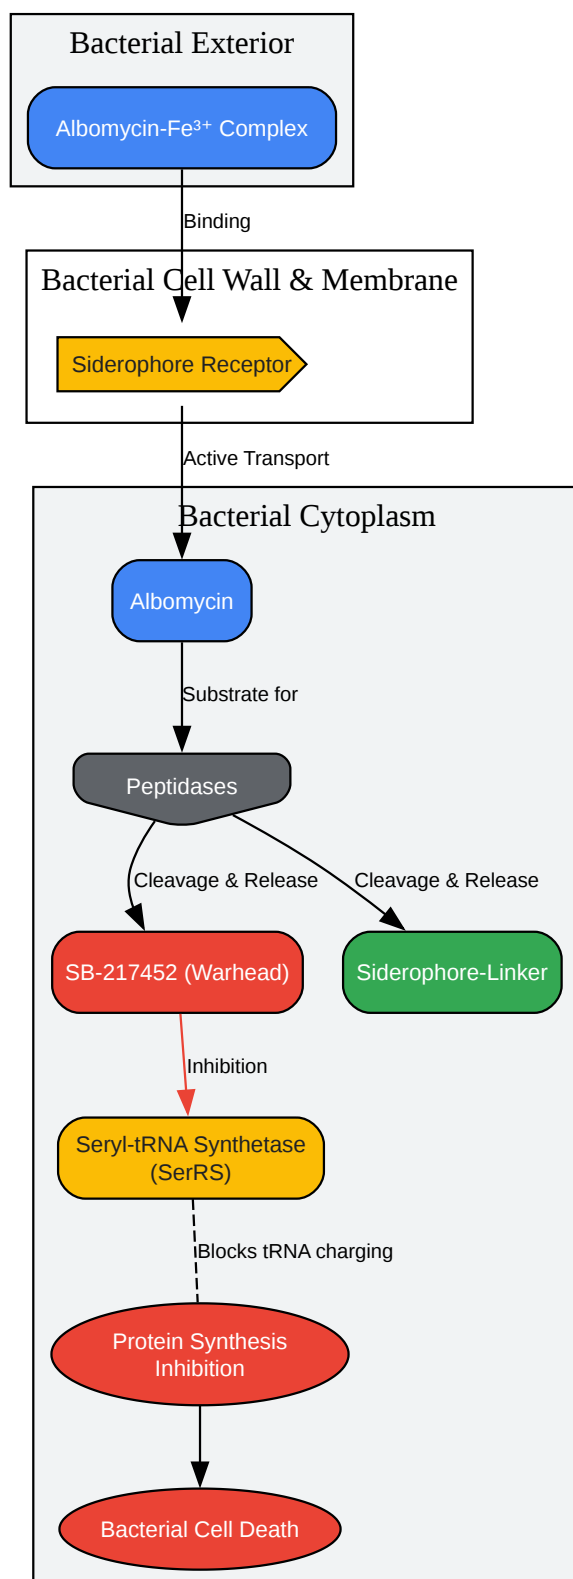 Bacterial Exterior
Albomycin-Fe³⁺ Complex
Binding
Bacterial Cell Wall & Membrane
Siderophore Receptor
Active Transport
Bacterial Cytoplasm
Albomycin
Substrate for
Peptidases
Cleavage & Release
Cleavage & Release
SB-217452 (Warhead)
Siderophore-Linker
Inhibition
Seryl-tRNA Synthetase
(SerRS)
Blocks tRNA charging
Protein Synthesis
Inhibition
Bacterial Cell Death